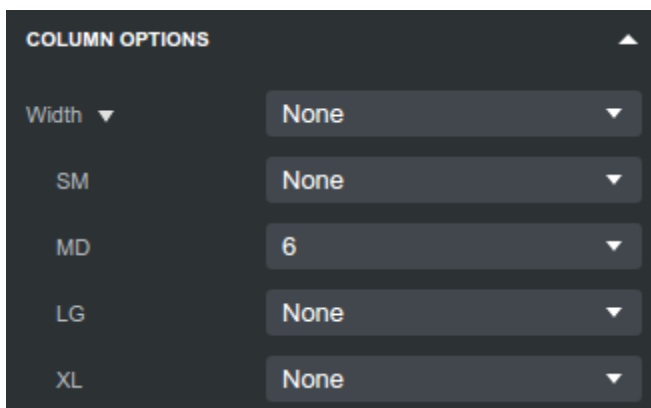 COLUMN OPTIONS
Width None
SM None
MD 6
LG None
XL None